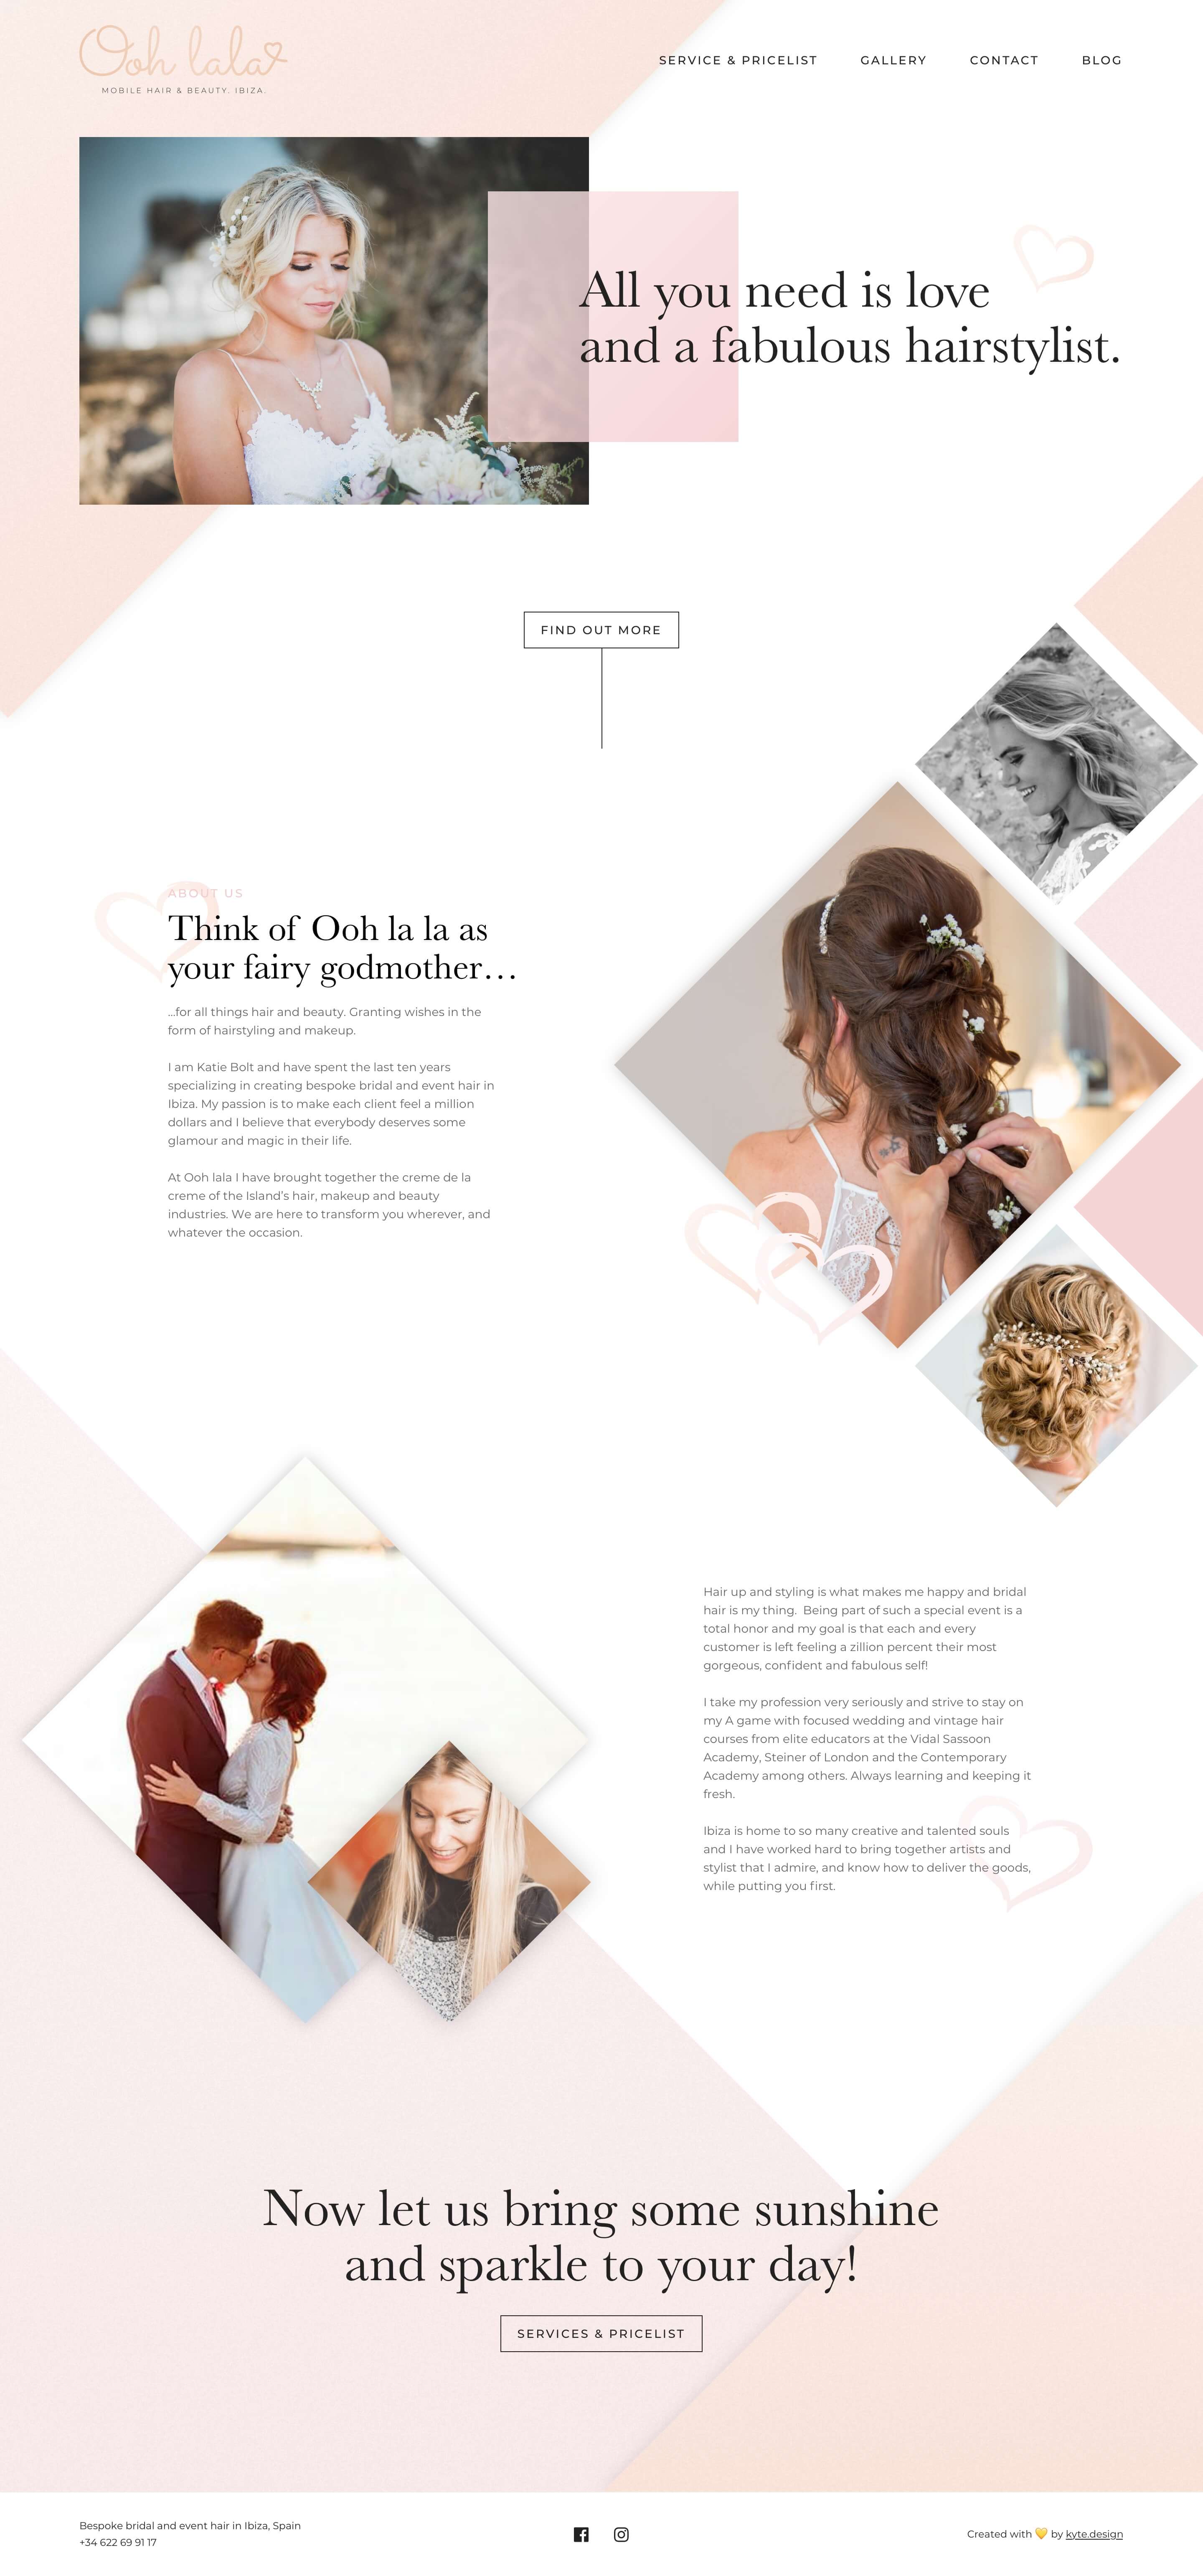 Ooh lala
MOBILE HAIR & BEAUTY. IBIZA.
SERVICE & PRICELIST GALLERY CONTACT BLOG
All you need is love
and a fabulous hairstylist.
FIND OUT MORE
ABOUT US
Think of Ooh la la as
your fairy godmother...
...for all things hair and beauty. Granting wishes in the
form of hairstyling and makeup.
I am Katie Bolt and have spent the last ten years
specializing in creating bespoke bridal and event hair in
Ibiza. My passion is to make each client feel a million
dollars and I believe that everybody deserves some
glamour and magic in their life.
At Ooh lala I have brought together the creme de la
creme of the Island's hair, makeup and beauty
industries. We are here to transform you wherever, and
whatever the occasion.
Hair up and styling is what makes me happy and bridal
hair is my thing.  Being part of such a special event is a
total honor and my goal is that each and every
customer is left feeling a zillion percent their most
gorgeous, confident and fabulous self!
I take my profession very seriously and strive to stay on
my A game with focused wedding and vintage hair
courses from elite educators at the Vidal Sassoon
Academy, Steiner of London and the Contemporary
Academy among others. Always learning and keeping it
fresh.
Ibiza is home to so many creative and talented souls
and I have worked hard to bring together artists and
stylist that I admire, and know how to deliver the goods,
while putting you first.
Now let us bring some sunshine
and sparkle to your day!
SERVICES & PRICELIST
Bespoke bridal and event hair in Ibiza, Spain
+34 622 69 91 17
Created with 💛 by kyte.design